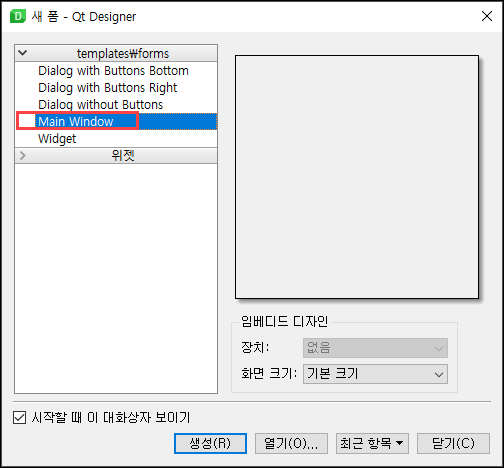 새 폼 - Qt Designer
templates₩forms
Dialog with Buttons Bottom
Dialog with Buttons Right
Dialog without Buttons
Main Window
Widget
위젯
임베디드 디자인
장치:
없음
화면 크기:
기본 크기
시작할 때 이 대화상자 보이기
생성(R)
열기(O)...
최근 항목
닫기(C)